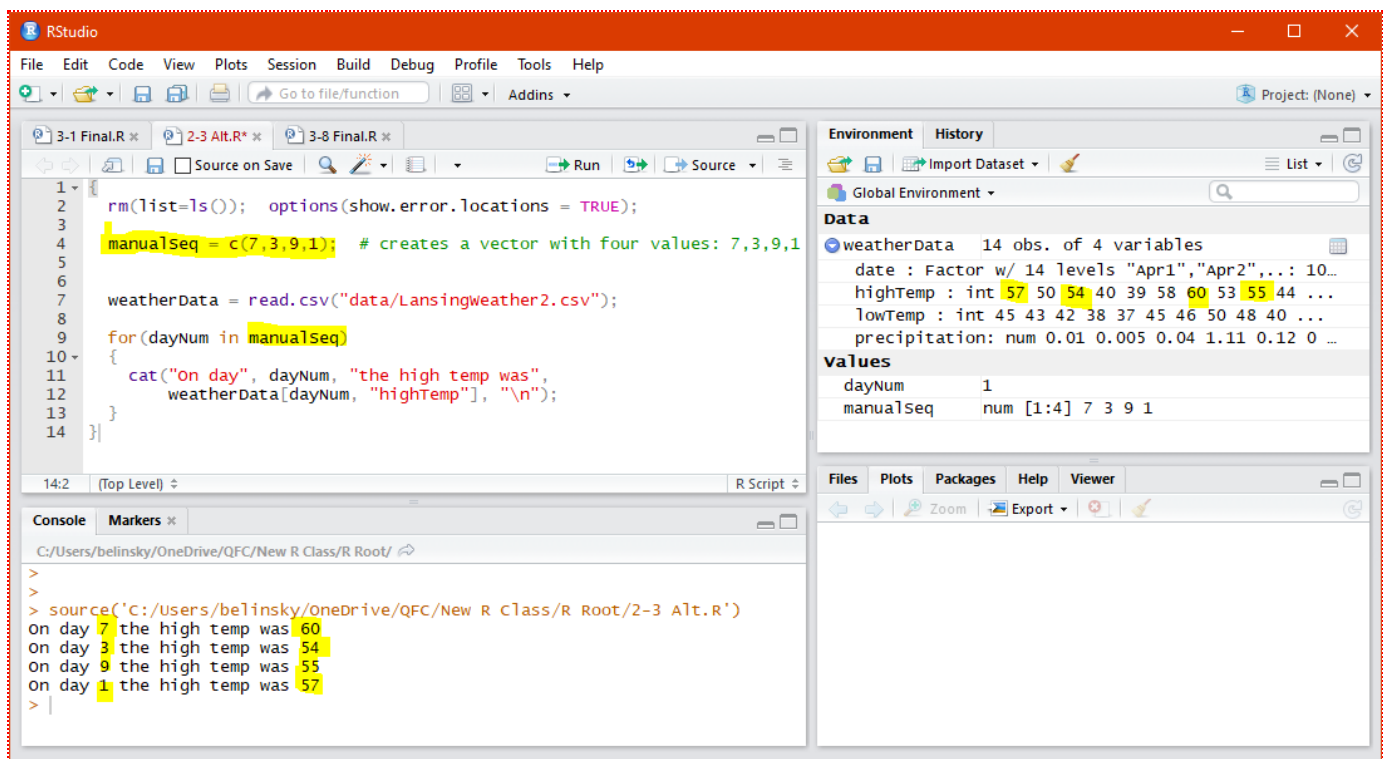 RStudio
File Edit Code View Plots Session Build Debug Profile Tools Help
Go to file/function Addins Project: (None)
3-1 Final.R 2-3 Alt.R* 3-8 Final.R
Source on Save Run Source
1 {
2 rm(list=ls()); options(show.error.locations = TRUE);
3
4 manualSeq = c(7,3,9,1); # creates a vector with four values: 7,3,9,1
5
6
7 weatherData = read.csv("data/LansingWeather2.csv");
8
9 for(dayNum in manualSeq)
10 {
11 cat("On day", dayNum, "the high temp was",
12 weatherData[dayNum, "highTemp"], "\n");
13 }
14 }
14:2 (Top Level) R Script
Console Markers
C:/Users/belinsky/OneDrive/QFC/New R Class/R Root/
>
>
> source('C:/Users/belinsky/OneDrive/QFC/New R Class/R Root/2-3 Alt.R')
On day 7 the high temp was 60
On day 3 the high temp was 54
On day 9 the high temp was 55
On day 1 the high temp was 57
>
Environment History
Import Dataset List
Global Environment
Data
weatherData 14 obs. of 4 variables
date : Factor w/ 14 levels "Apr1","Apr2",..: 10…
highTemp : int 57 50 54 40 39 58 60 53 55 44 ...
lowTemp : int 45 43 42 38 37 45 46 50 48 40 ...
precipitation: num 0.01 0.005 0.04 1.11 0.12 0 …
Values
dayNum 1
manualSeq num [1:4] 7 3 9 1
Files Plots Packages Help Viewer
Zoom Export